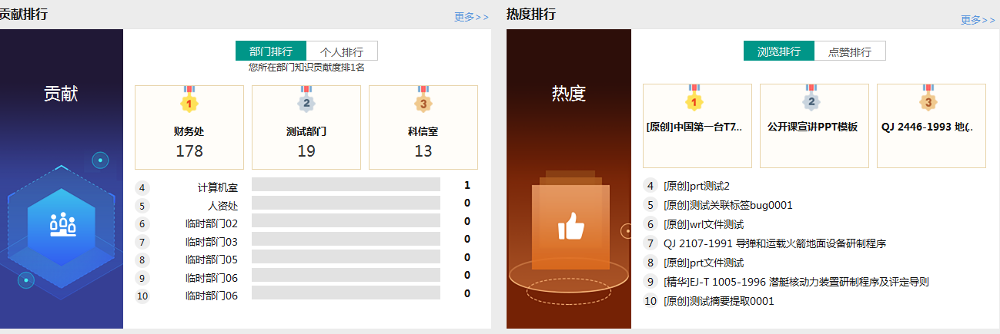 贡献排行
更多>>
贡献
部门排行
个人排行
您所在部门知识贡献度排1名
1
2
3
财务处
测试部门
科信室
178
19
13
4 计算机室 1
5 人资处 0
6 临时部门02 0
7 临时部门03 0
8 临时部门05 0
9 临时部门06 0
10 临时部门06 0
热度排行
更多>>
热度
浏览排行
点赞排行
1
2
3
[原创]中国第一台T7...
公开课宣讲PPT模板
QJ 2446-1993 地(..
4 [原创]prt测试2
5 [原创]测试关联标签bug0001
6 [原创]wrl文件测试
7 QJ 2107-1991 导弹和运载火箭地面设备研制程序
8 [原创]prt文件测试
9 [精华]EJ-T 1005-1996 潜艇核动力装置研制程序及评定导则
10 [原创]测试摘要提取0001